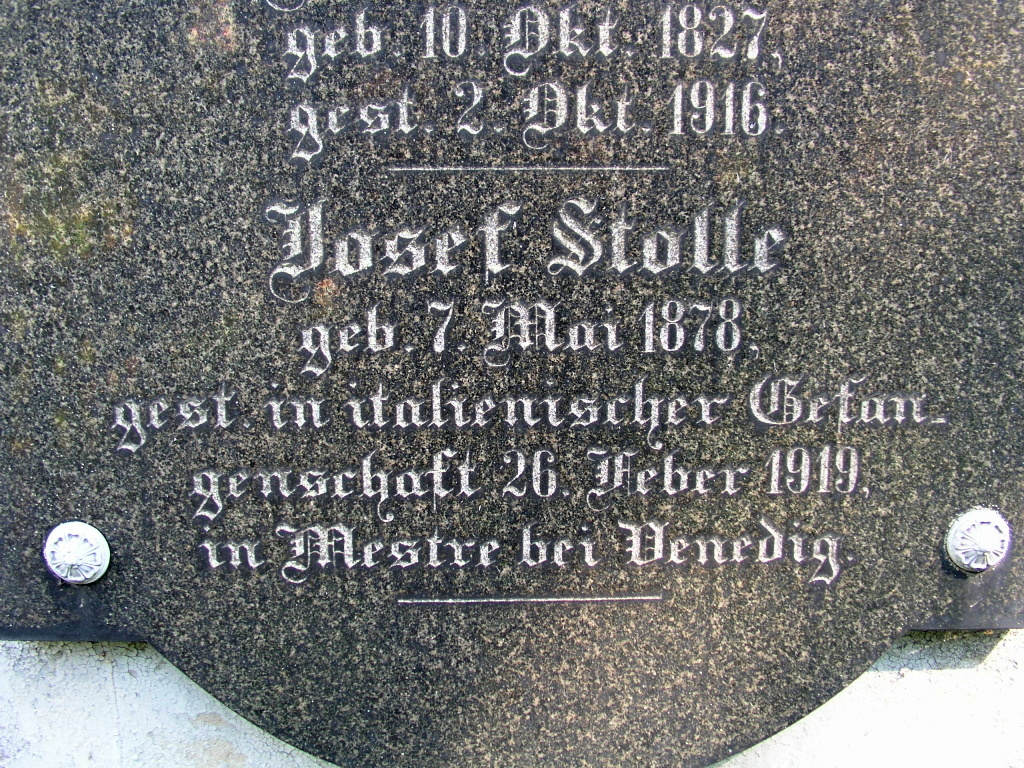 geb. 10. Okt. 1827,
gest. 2. Okt. 1916.
Josef Stolle
geb. 7. Mai 1878,
gest. in italienischer Gefan-
genschaft 26. Feber 1919,
in Mestre bei Venedig.